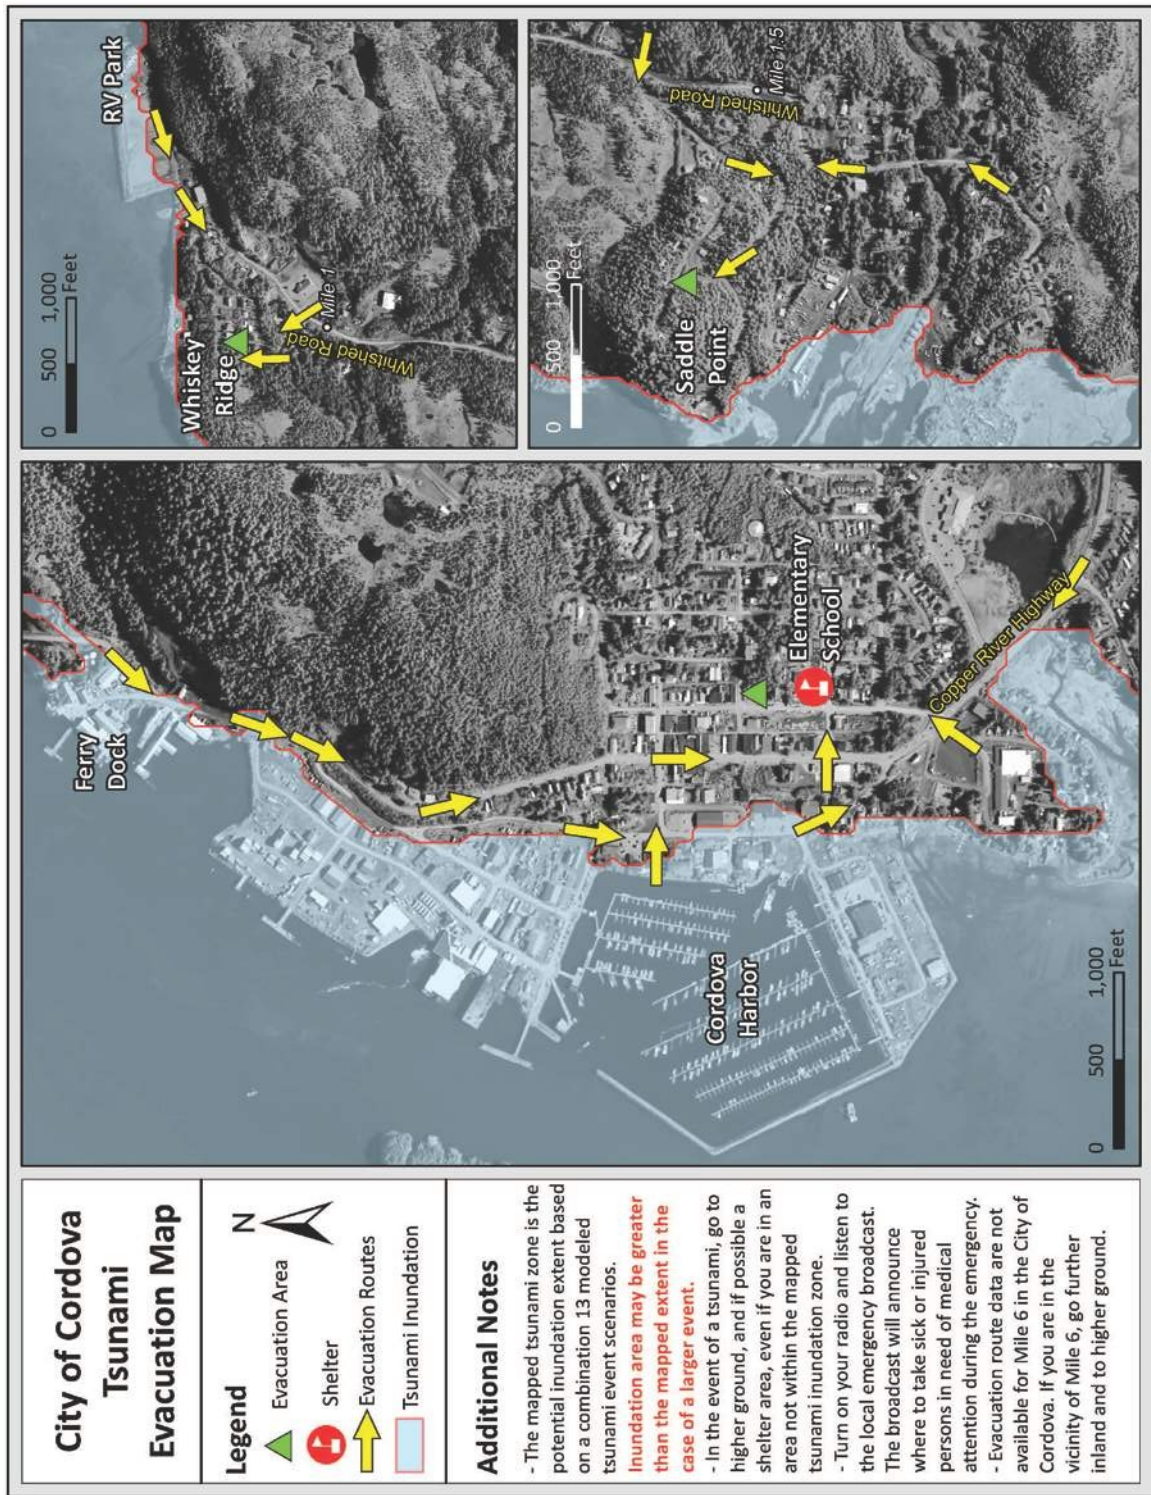 City of Cordova
Tsunami
Evacuation Map
Legend
N
Evacuation Area
Shelter
Evacuation Routes
Tsunami Inundation
Additional Notes
- The mapped tsunami zone is the
potential inundation extent based
on a combination 13 modeled
tsunami event scenarios.
Inundation area may be greater
than the mapped extent in the
case of a larger event.
- In the event of a tsunami, go to
higher ground, and if possible a
shelter area, even if you are in an
area not within the mapped
tsunami inundation zone.
- Turn on your radio and listen to
the local emergency broadcast.
The broadcast will announce
where to take sick or injured
persons in need of medical
attention during the emergency.
- Evacuation route data are not
available for Mile 6 in the City of
Cordova. If you are in the
vicinity of Mile 6, go further
inland and to higher ground.
Ferry
Dock
Cordova
Harbor
Elementary
School
Copper River Highway
0 500 1,000
Feet
0 500 1,000
Feet
RV Park
Whiskey
Ridge
Mile 1
Whitshed Road
0 500 1,000
Feet
Saddle
Point
Whitshed Road
Mile 1.5